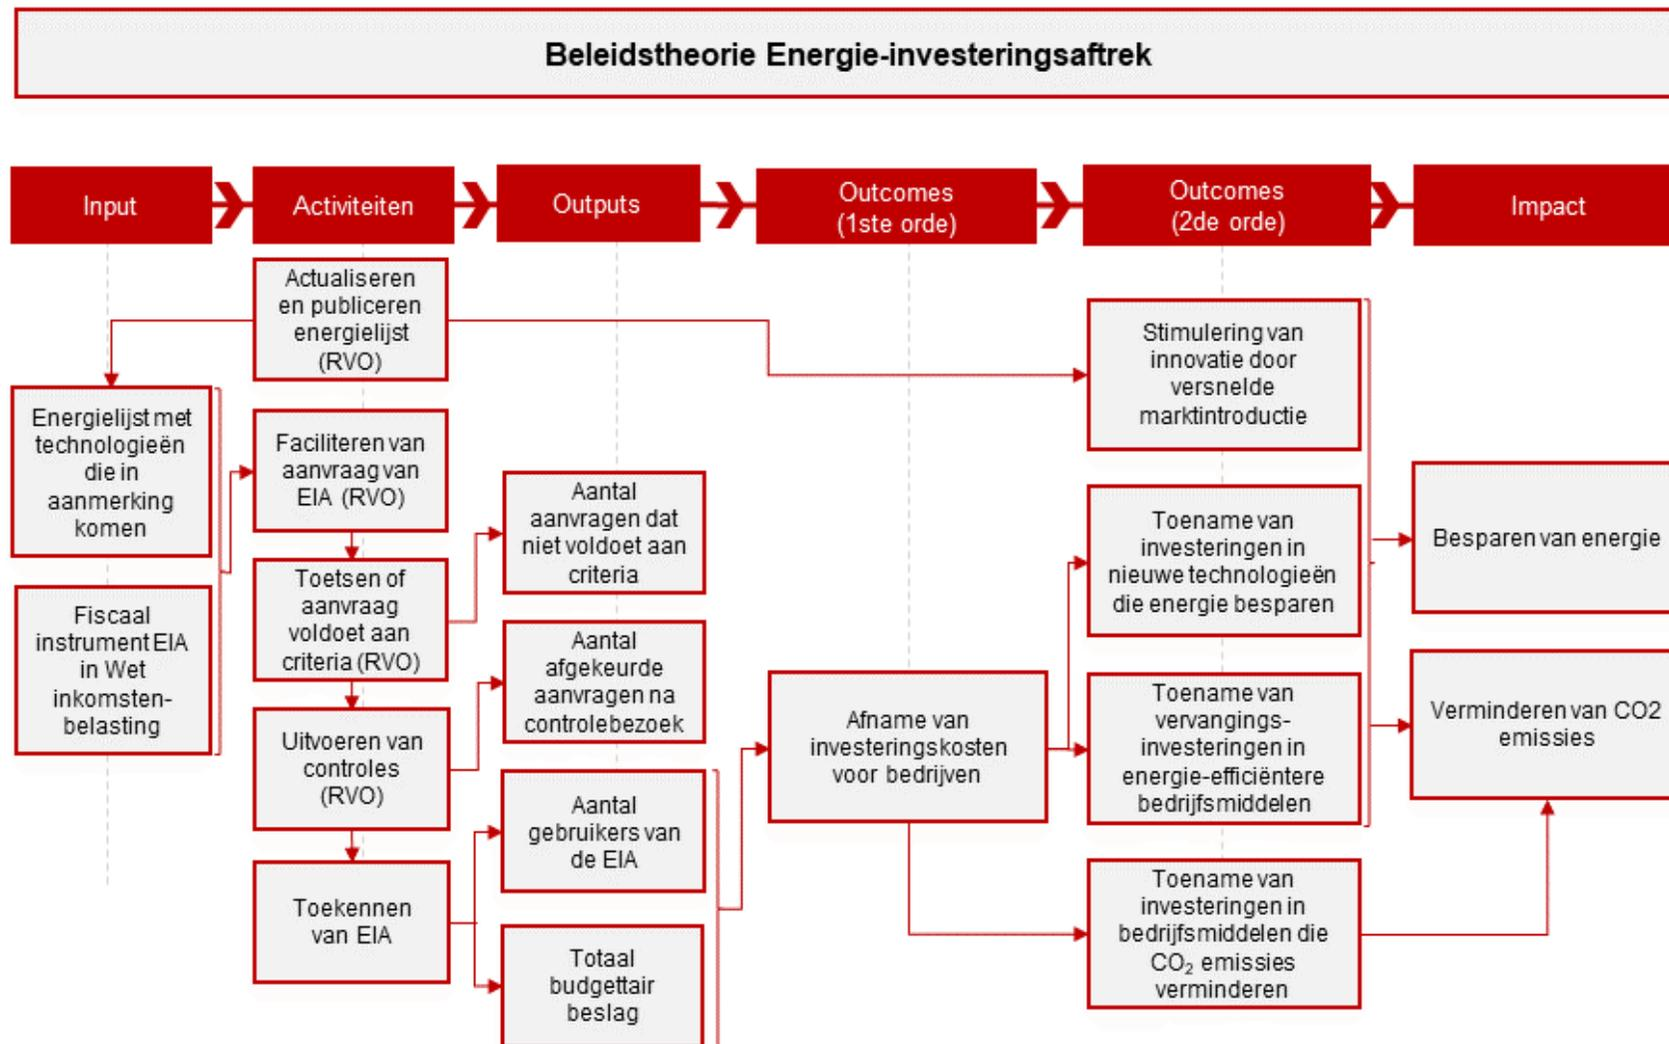 Beleidstheorie Energie-investeringsaftrek
Input
Activiteiten
Outputs
Outcomes
(1ste orde)
Outcomes
(2de orde)
Impact
Energielijst met
technologieën
die in
aanmerking
komen
Fiscaal
instrument EIA
in Wet
inkomsten-
belasting
Actualiseren
en publiceren
energielijst
(RVO)
Faciliteren van
aanvraag van
EIA (RVO)
Toetsen of
aanvraag
voldoet aan
criteria (RVO)
Uitvoeren van
controles
(RVO)
Toekennen
van EIA
Aantal
aanvragen dat
niet voldoet aan
criteria
Aantal
afgekeurde
aanvragen na
controlebezoek
Aantal
gebruikers van
de EIA
Totaal
budgettair
beslag
Afname van
investeringskosten
voor bedrijven
Stimulering van
innovatie door
versnelde
marktintroductie
Toename van
investeringen in
nieuwe technologieën
die energie besparen
Toename van
vervangings-
investeringen in
energie-efficiëntere
bedrijfsmiddelen
Toename van
investeringen in
bedrijfsmiddelen die
CO₂ emissies
verminderen
Besparen van energie
Verminderen van CO2
emissies